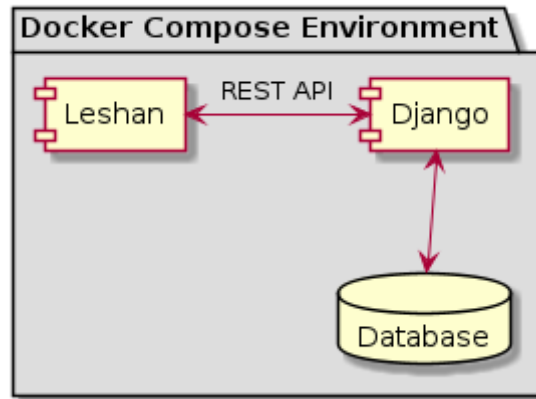 Docker Compose Environment
REST API
Leshan
Django
Database